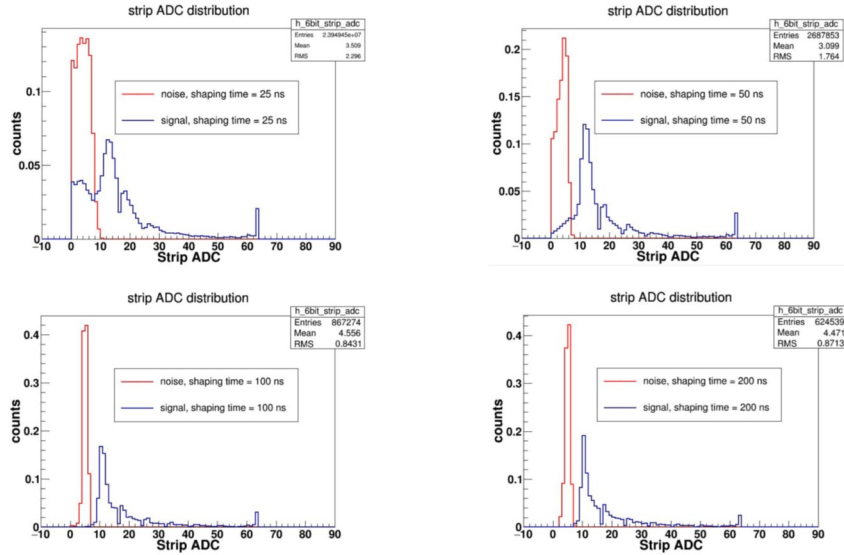 strip ADC distribution
h_6bit_strip_adc
Entries 2.394945e+07
Mean 3.509
RMS 2.296
noise, shaping time = 25 ns
signal, shaping time = 25 ns
counts
0.1
0.05
0
−10 0 10 20 30 40 50 60 70 80 90
Strip ADC
strip ADC distribution
h_6bit_strip_adc
Entries 2687853
Mean 3.099
RMS 1.764
noise, shaping time = 50 ns
signal, shaping time = 50 ns
counts
0.2
0.15
0.1
0.05
0
−10 0 10 20 30 40 50 60 70 80 90
Strip ADC
strip ADC distribution
h_6bit_strip_adc
Entries 867274
Mean 4.556
RMS 0.8431
noise, shaping time = 100 ns
signal, shaping time = 100 ns
counts
0.4
0.3
0.2
0.1
0
−10 0 10 20 30 40 50 60 70 80 90
Strip ADC
strip ADC distribution
h_6bit_strip_adc
Entries 624539
Mean 4.471
RMS 0.8713
noise, shaping time = 200 ns
signal, shaping time = 200 ns
counts
0.4
0.3
0.2
0.1
0
−10 0 10 20 30 40 50 60 70 80 90
Strip ADC